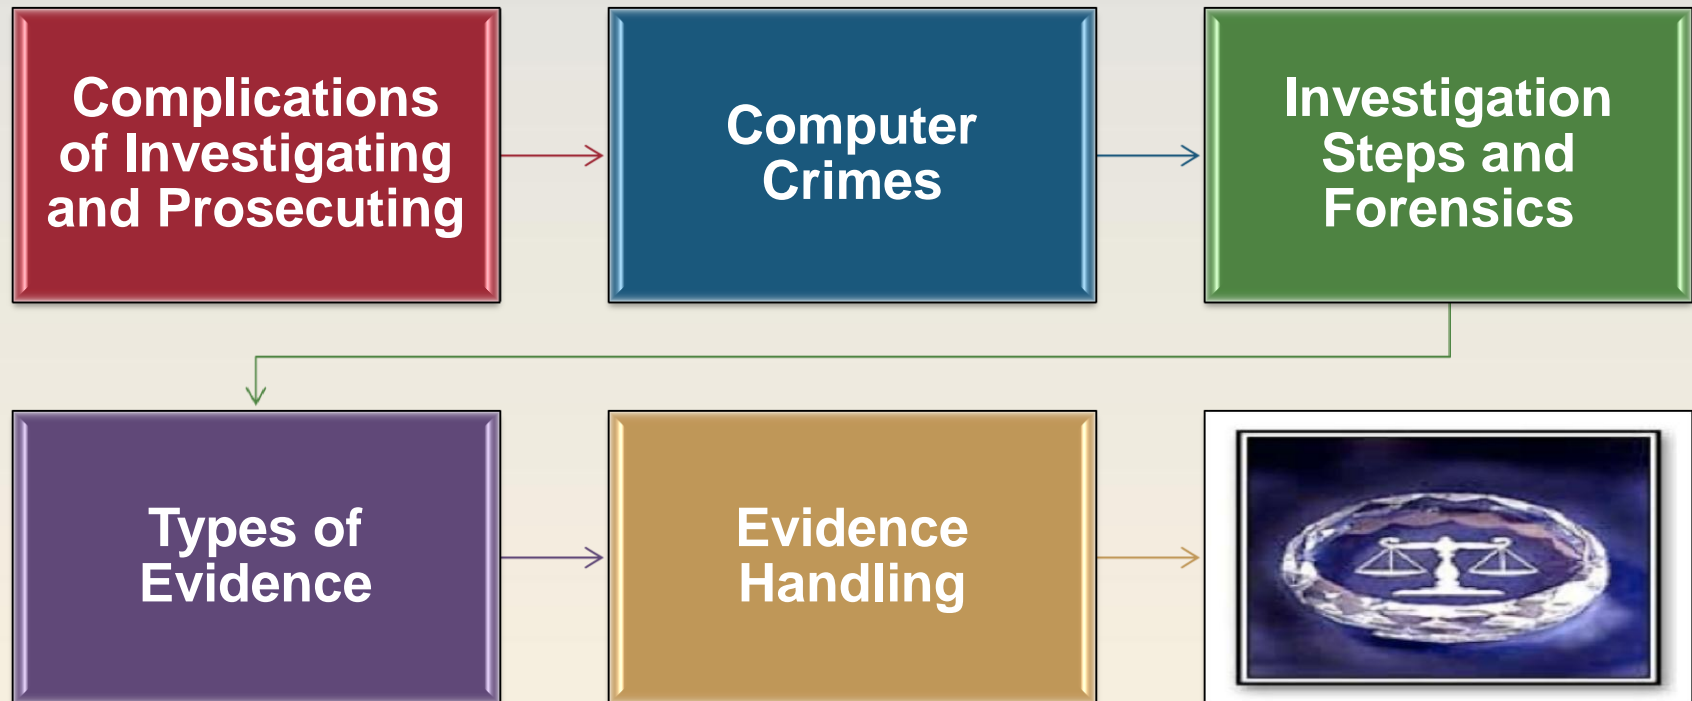 Complications
of Investigating
and Prosecuting
Computer
Crimes
Investigation
Steps and
Forensics
Types of
Evidence
Evidence
Handling